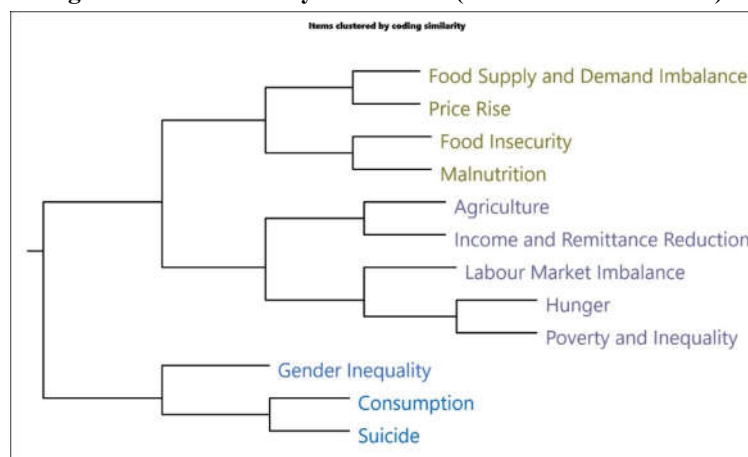 Items clustered by coding similarity
Food Supply and Demand Imbalance
Price Rise
Food Insecurity
Malnutrition
Agriculture
Income and Remittance Reduction
Labour Market Imbalance
Hunger
Poverty and Inequality
Gender Inequality
Consumption
Suicide